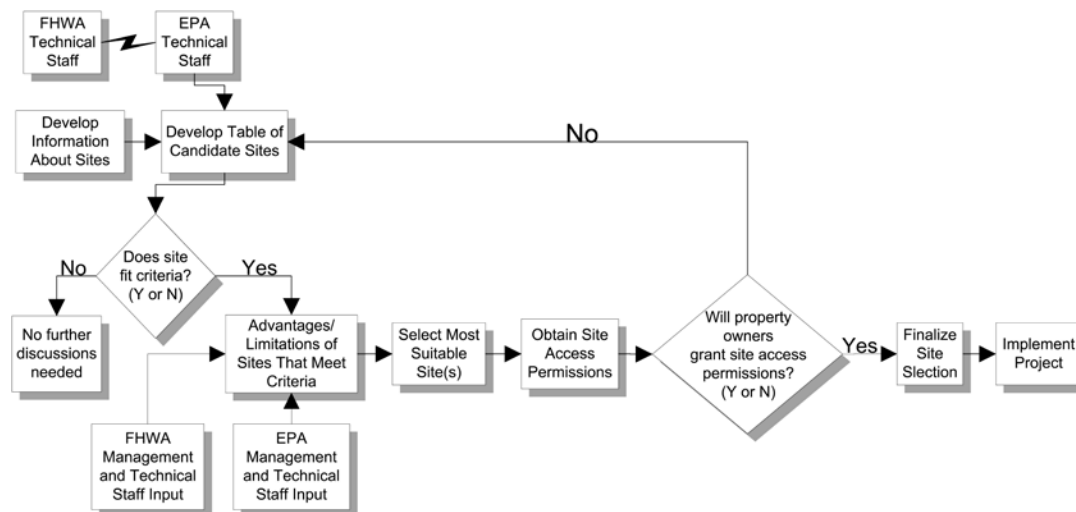 FHWA
Technical
Staff
EPA
Technical
Staff
Develop
Information
About Sites
Develop Table of
Candidate Sites
No
Does site
fit criteria?
(Y or N)
No
Yes
No further
discussions
needed
Advantages/
Limitations of
Sites That Meet
Criteria
Select Most
Suitable
Site(s)
Obtain Site
Access
Permissions
Will property
owners
grant site access
permissions?
(Y or N)
Yes
Finalize
Site
Slection
Implement
Project
FHWA
Management
and Technical
Staff Input
EPA
Management
and Technical
Staff Input